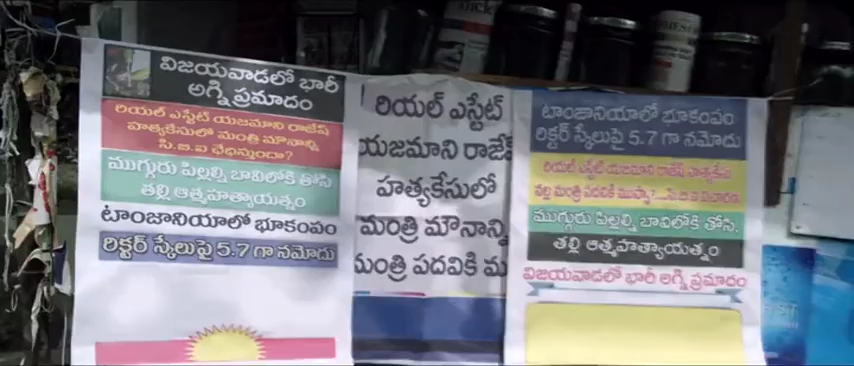 విజయవాడలో భారీ
అగ్ని ప్రమాదం
రియల్ ఎస్టేట్ యజమాని రాజేష్
హత్యకేసులో మంత్రి మౌనాన్ని
సి.బి.ఐ ఛేధిస్తుందా?
ముగ్గురు పిల్లల్ని బావిలోకి తోసి
తల్లి ఆత్మహత్యాయత్నం
టాంజానియాలో భూకంపం
రిక్టర్ స్కేలుపై 5.7 గా నమోదు
రియల్ ఎస్టేట్
యజమాని రాజేష్
హత్యకేసులో
మంత్రి మౌనాన్ని
మంత్రి పదవికి
టాంజానియాలో భూకంపం
రిక్టర్ స్కేలుపై 5.7 గా నమోదు
రియల్ ఎస్టేట్ యజమాని రాజేష్ హత్యకేసు
మంత్రి పదవికి
ముగ్గురు పిల్లల్ని బావిలోకి తోసి.
తల్లి ఆత్మహత్యాయత్నం
విజయవాడలో భారీ అగ్ని ప్రమాదం